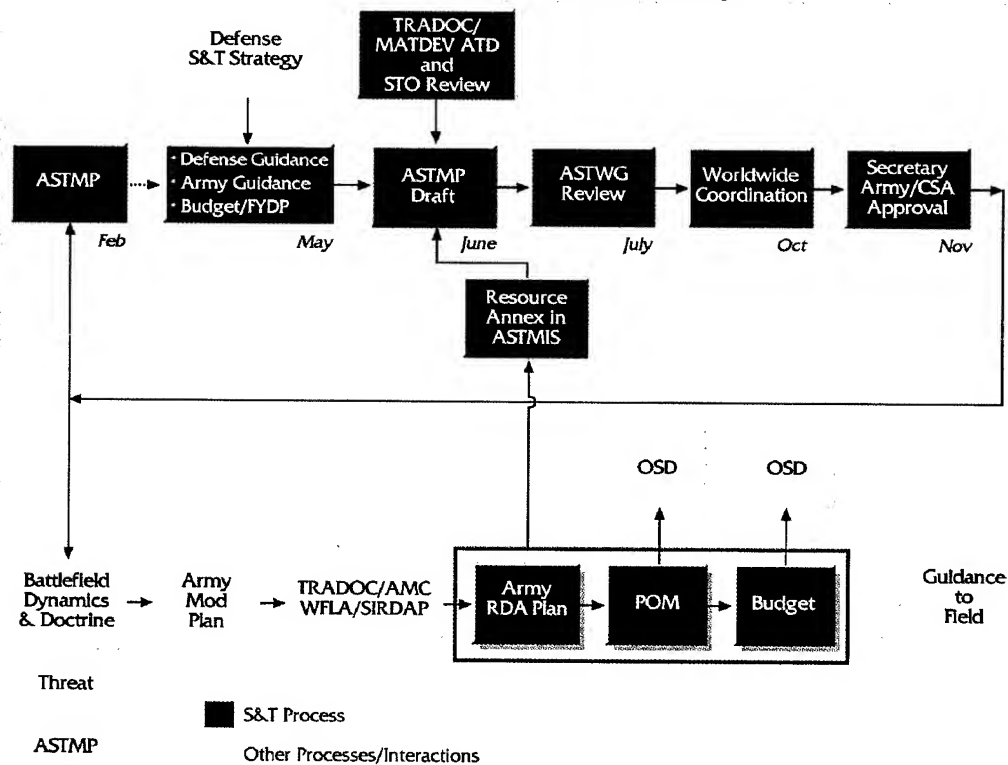 Defense
S&T Strategy
TRADOC/
MATDEV ATD
and
STO Review
ASTMP
Feb
• Defense Guidance
• Army Guidance
• Budget/FYDP
May
ASTMP
Draft
June
ASTWG
Review
July
Worldwide
Coordination
Oct
Secretary
Army/CSA
Approval
Nov
Resource
Annex in
ASTMIS
OSD
OSD
Battlefield
Dynamics
& Doctrine
Army
Mod
Plan
TRADOC/AMC
WFLA/SIRDAP
Army
RDA Plan
POM
Budget
Guidance
to
Field
Threat
ASTMP
S&T Process
Other Processes/Interactions